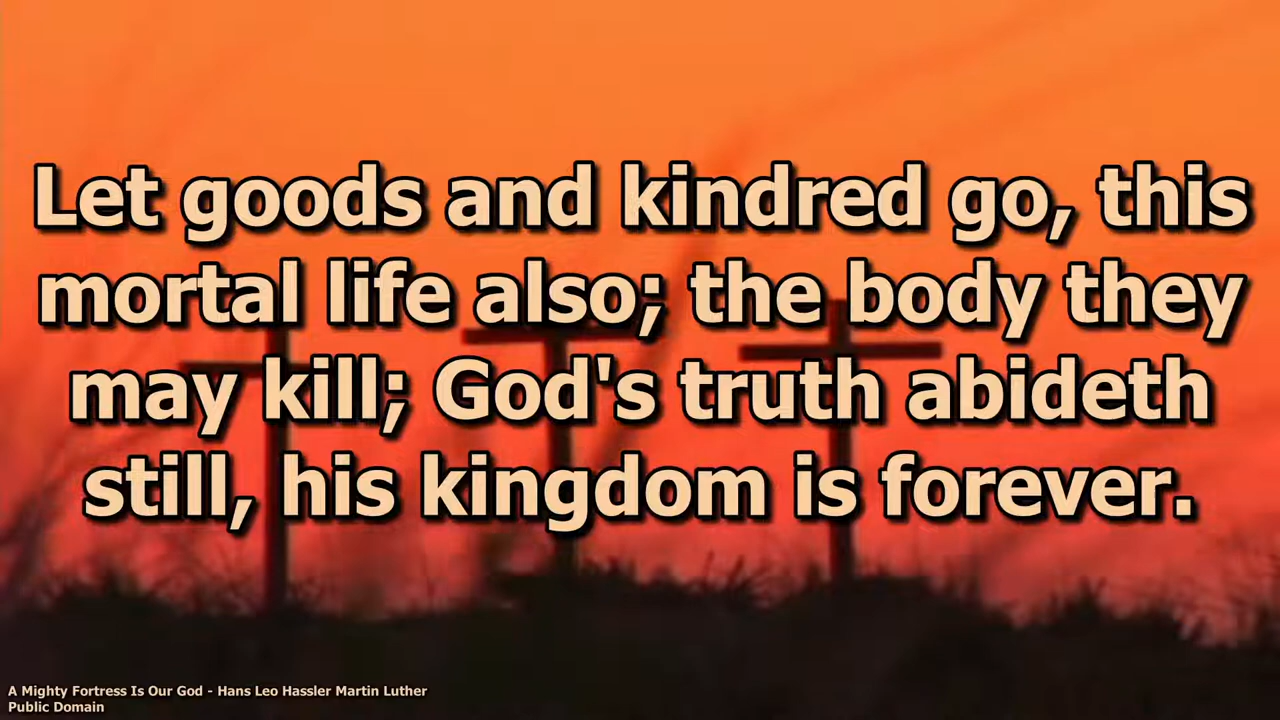 Let goods and kindred go, this
mortal life also; the body they
may kill; God's truth abideth
still, his kingdom is forever.
A Mighty Fortress Is Our God - Hans Leo Hassler Martin Luther
Public Domain